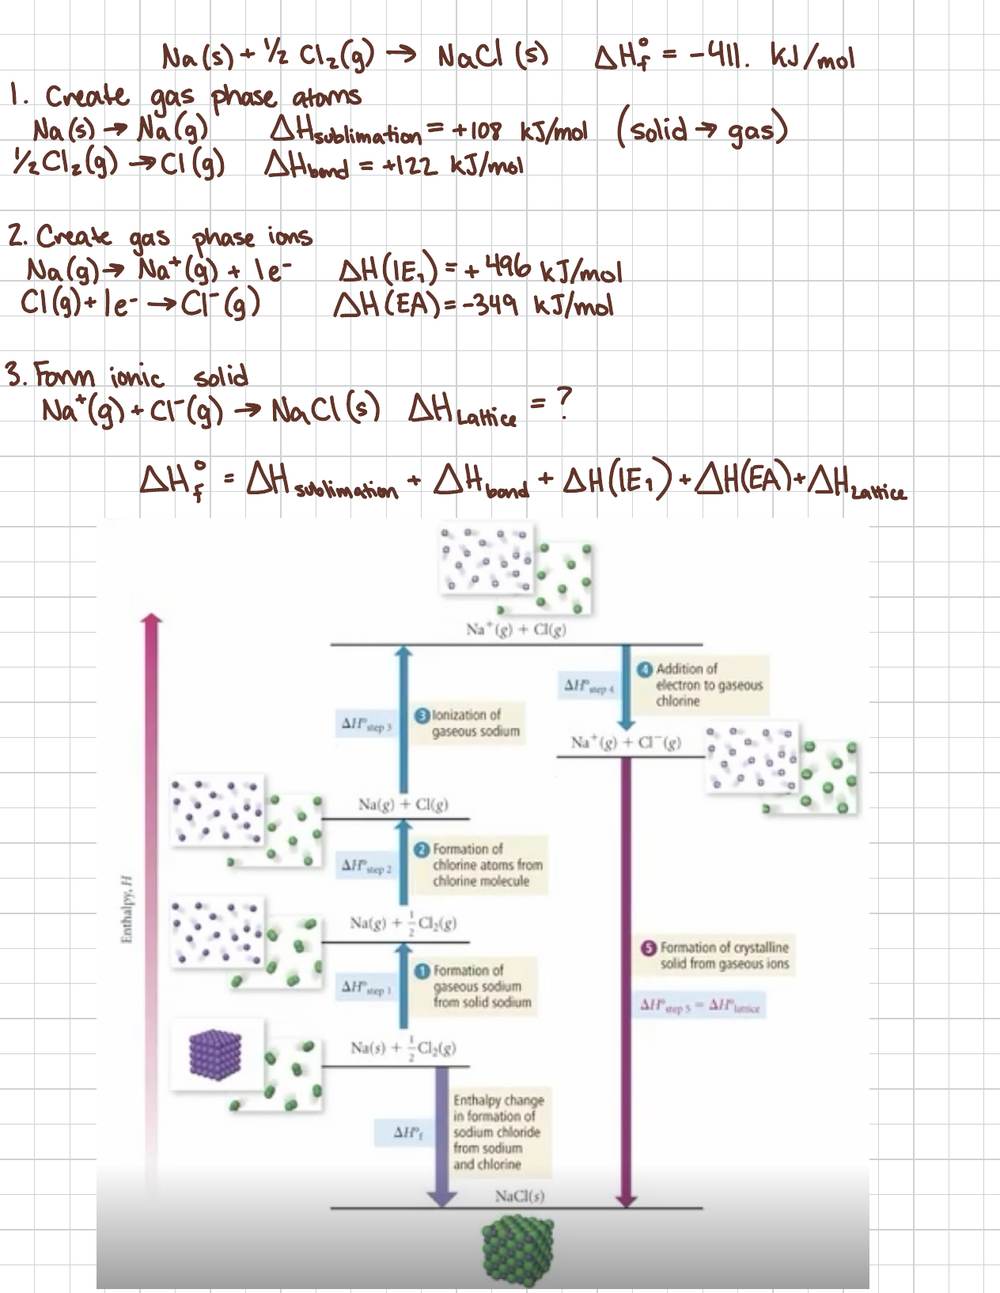 Na(s) + ½ Cl₂(g) → NaCl (s) ΔH°f = -411. KJ/mol
1. Create gas phase atoms
Na(s) → Na(g) ΔHsublimation = +108 KJ/mol (solid → gas)
½Cl₂(g) → Cl(g) ΔHbond = +122 KJ/mol
2. Create gas phase ions
Na(g) → Na⁺(g) + 1e⁻ ΔH(IE₁) = +496 KJ/mol
Cl(g) + 1e⁻ → Cl⁻(g) ΔH(EA) = -349 KJ/mol
3. Form ionic solid
Na⁺(g) + Cl⁻(g) → NaCl(s) ΔHLattice = ?
ΔH°f = ΔHsublimation + ΔHbond + ΔH(IE₁) + ΔH(EA) + ΔHLattice
Na⁺(g) + Cl(g)
ΔH°step 4
4 Addition of
electron to gaseous
chlorine
ΔH°step 3
3 Ionization of
gaseous sodium
Na⁺(g) + Cl⁻(g)
Na(g) + Cl(g)
ΔH°step 2
2 Formation of
chlorine atoms from
chlorine molecule
Enthalpy, H
Na(g) + ½Cl₂(g)
ΔH°step 1
1 Formation of
gaseous sodium
from solid sodium
5 Formation of crystalline
solid from gaseous ions
ΔH°step 5 = ΔH°lattice
Na(s) + ½Cl₂(g)
ΔH°f
Enthalpy change
in formation of
sodium chloride
from sodium
and chlorine
NaCl(s)